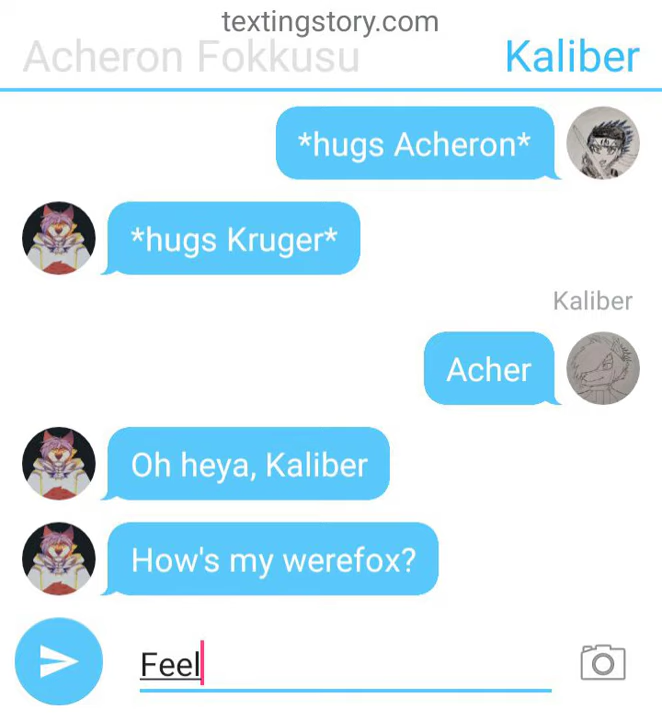 textingstory.com
Acheron Fokkusu
Kaliber
*hugs Acheron*
*hugs Kruger*
Kaliber
Acher
Oh heya, Kaliber
How's my werefox?
Feel